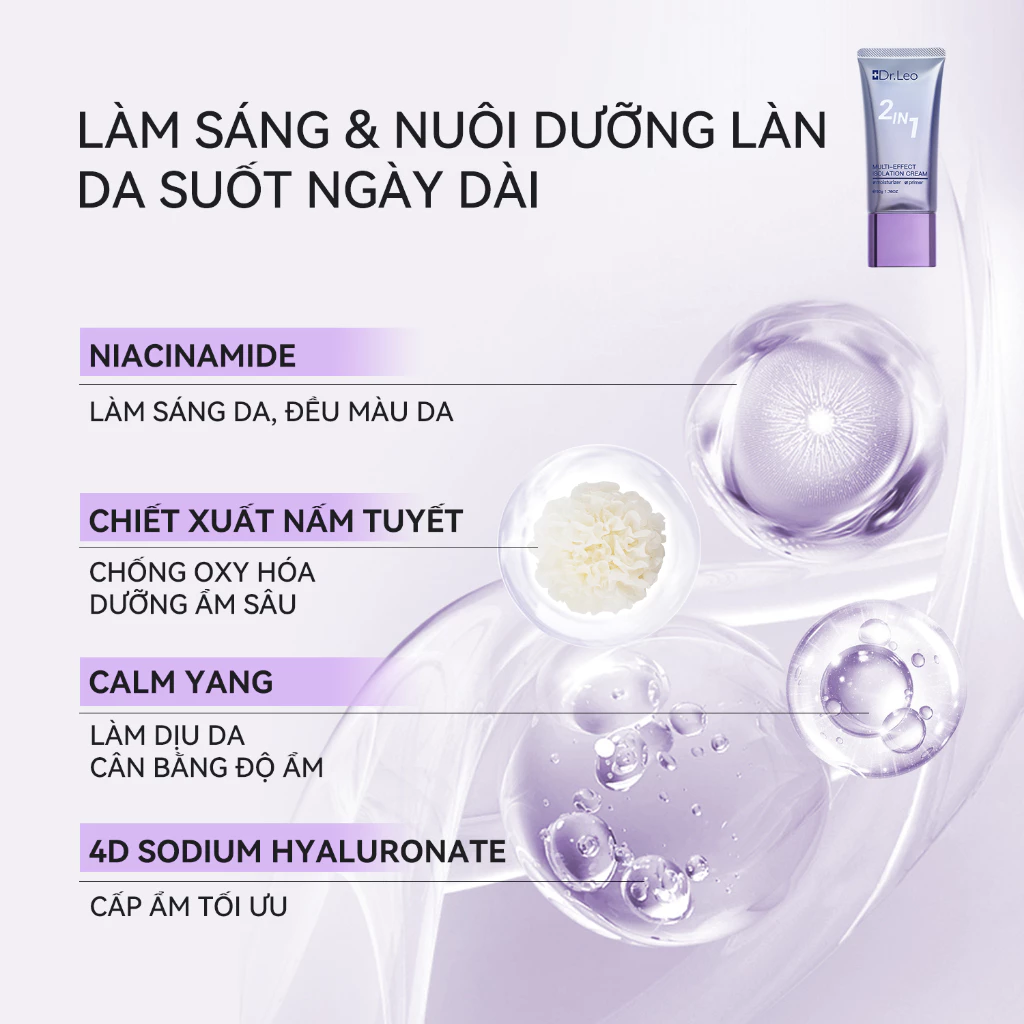 Dr.Leo
2IN1
MULTI-EFFECT
ISOLATION CREAM
LÀM SÁNG & NUÔI DƯỠNG LÀN
DA SUỐT NGÀY DÀI
NIACINAMIDE
LÀM SÁNG DA, ĐỀU MÀU DA
CHIẾT XUẤT NẤM TUYẾT
CHỐNG OXY HÓA
DƯỠNG ẨM SÂU
CALM YANG
LÀM DỊU DA
CÂN BẰNG ĐỘ ẨM
4D SODIUM HYALURONATE
CẤP ẨM TỐI ƯU